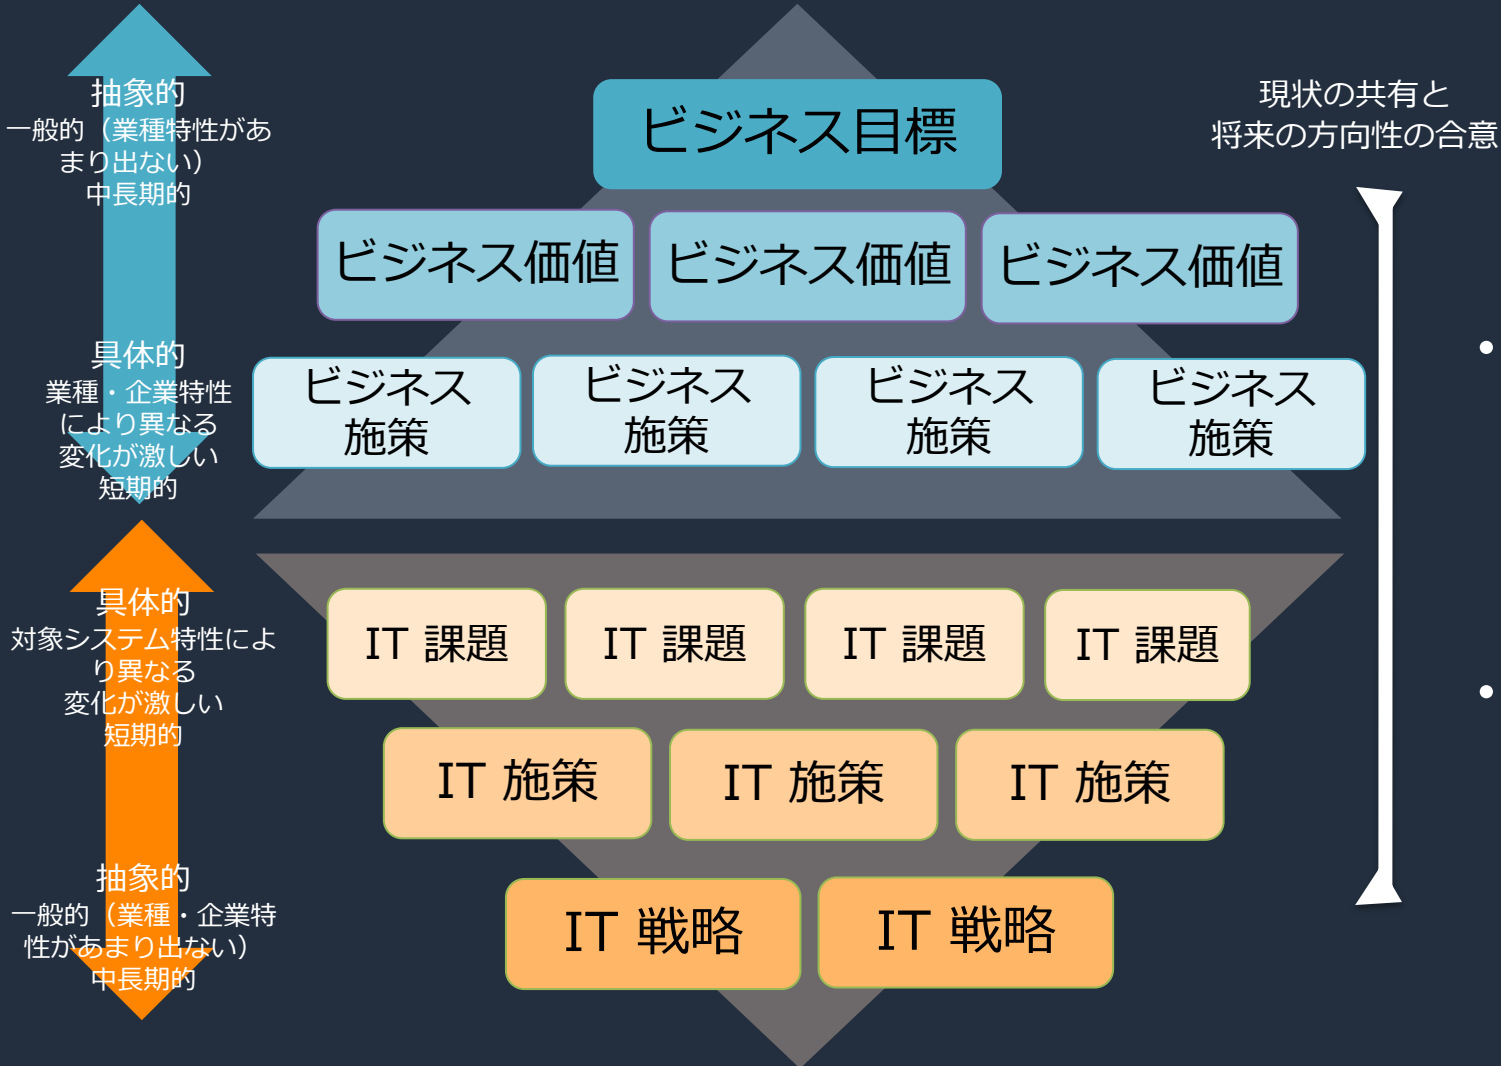 抽象的
一般的（業種特性があ
まり出ない）
中長期的
具体的
業種・企業特性
により異なる
変化が激しい
短期的
具体的
対象システム特性によ
り異なる
変化が激しい
短期的
抽象的
一般的（業種・企業特
性があまり出ない）
中長期的
ビジネス目標
ビジネス価値
ビジネス価値
ビジネス価値
ビジネス
施策
ビジネス
施策
ビジネス
施策
ビジネス
施策
IT 課題
IT 課題
IT 課題
IT 課題
IT 施策
IT 施策
IT 施策
IT 戦略
IT 戦略
現状の共有と
将来の方向性の合意
•
•